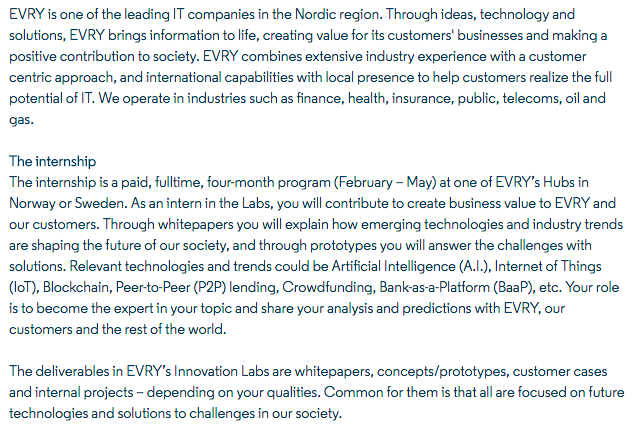 EVRY is one of the leading IT companies in the Nordic region. Through ideas, technology and
solutions, EVRY brings information to life, creating value for its customers' businesses and making a
positive contribution to society. EVRY combines extensive industry experience with a customer
centric approach, and international capabilities with local presence to help customers realize the full
potential of IT. We operate in industries such as finance, health, insurance, public, telecoms, oil and
gas.
The internship
The internship is a paid, fulltime, four-month program (February – May) at one of EVRY's Hubs in
Norway or Sweden. As an intern in the Labs, you will contribute to create business value to EVRY and
our customers. Through whitepapers you will explain how emerging technologies and industry trends
are shaping the future of our society, and through prototypes you will answer the challenges with
solutions. Relevant technologies and trends could be Artificial Intelligence (A.I.), Internet of Things
(IoT), Blockchain, Peer-to-Peer (P2P) lending, Crowdfunding, Bank-as-a-Platform (BaaP), etc. Your role
is to become the expert in your topic and share your analysis and predictions with EVRY, our
customers and the rest of the world.
The deliverables in EVRY's Innovation Labs are whitepapers, concepts/prototypes, customer cases
and internal projects – depending on your qualities. Common for them is that all are focused on future
technologies and solutions to challenges in our society.